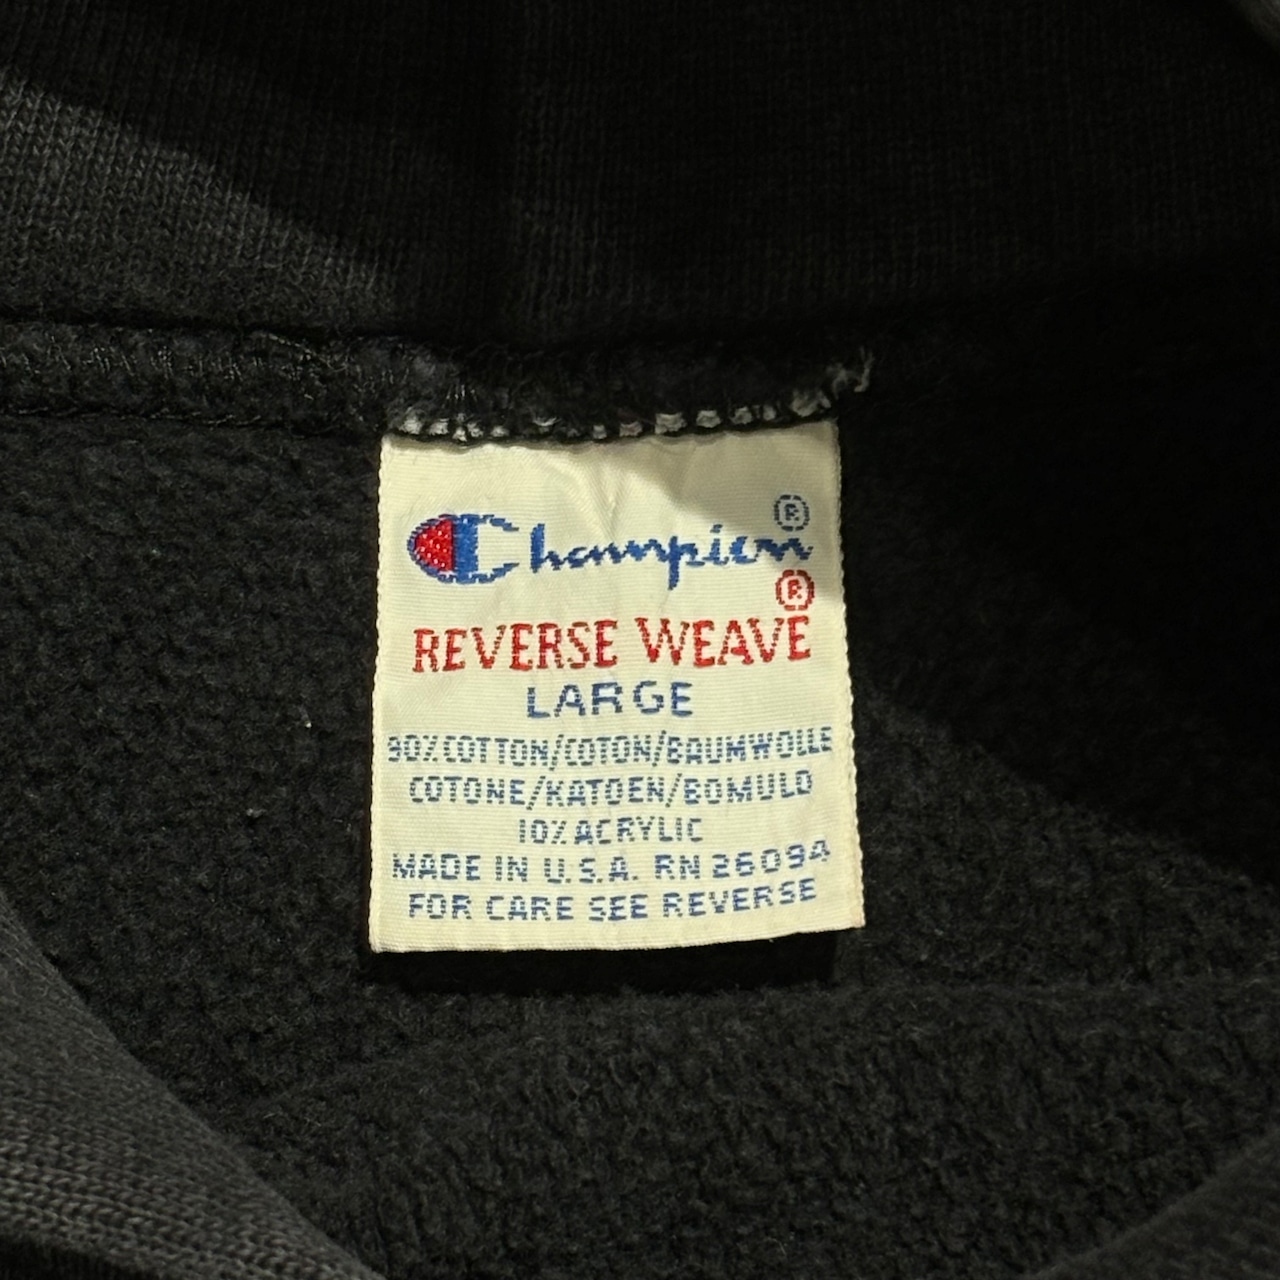 Champion®
REVERSE WEAVE®
LARGE
90% COTTON/COTON/BAUMWOLLE
COTONE/KATOEN/BOMULD
10% ACRYLIC
MADE IN U.S.A. RN 26094
FOR CARE SEE REVERSE